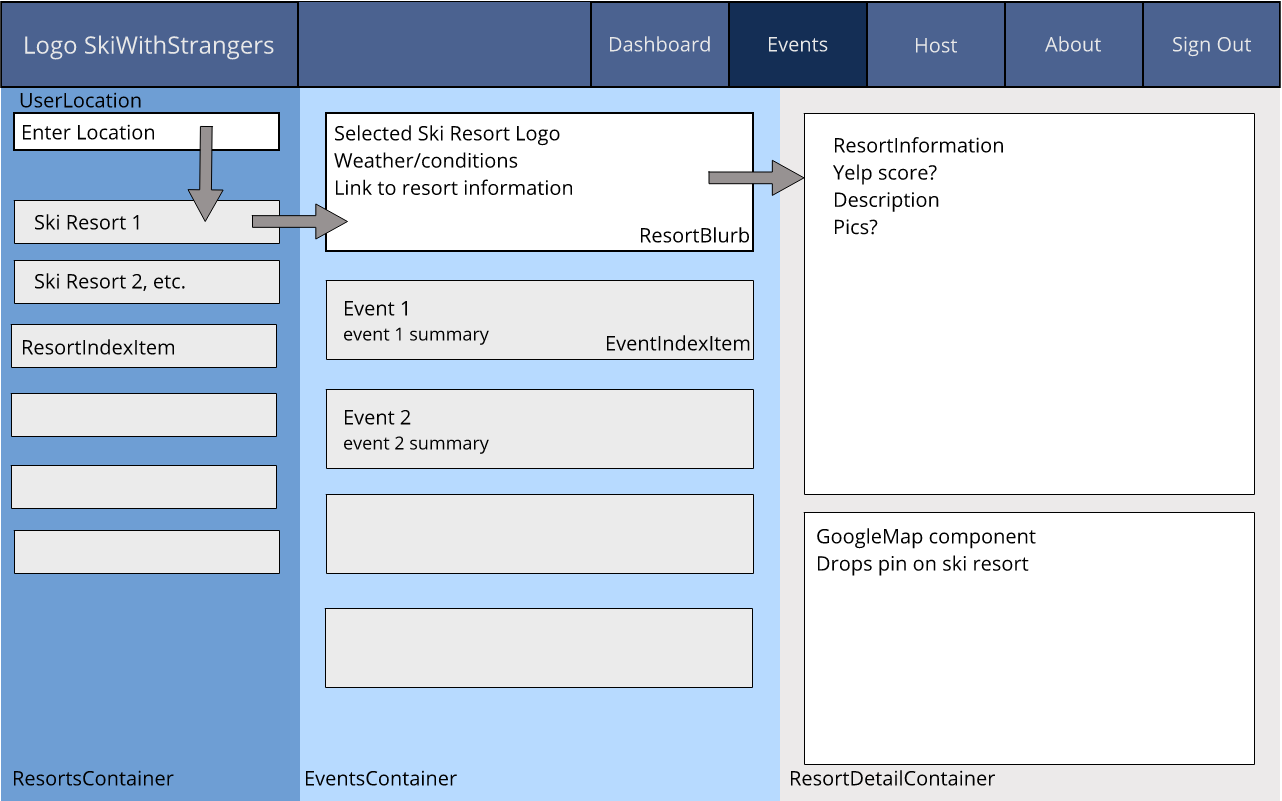 Logo SkiWithStrangers
Dashboard
Events
Host
About
Sign Out
UserLocation
Enter Location
Ski Resort 1
Ski Resort 2, etc.
ResortIndexItem
ResortsContainer
Selected Ski Resort Logo
Weather/conditions
Link to resort information
ResortBlurb
Event 1
event 1 summary
EventIndexItem
Event 2
event 2 summary
EventsContainer
ResortInformation
Yelp score?
Description
Pics?
GoogleMap component
Drops pin on ski resort
ResortDetailContainer